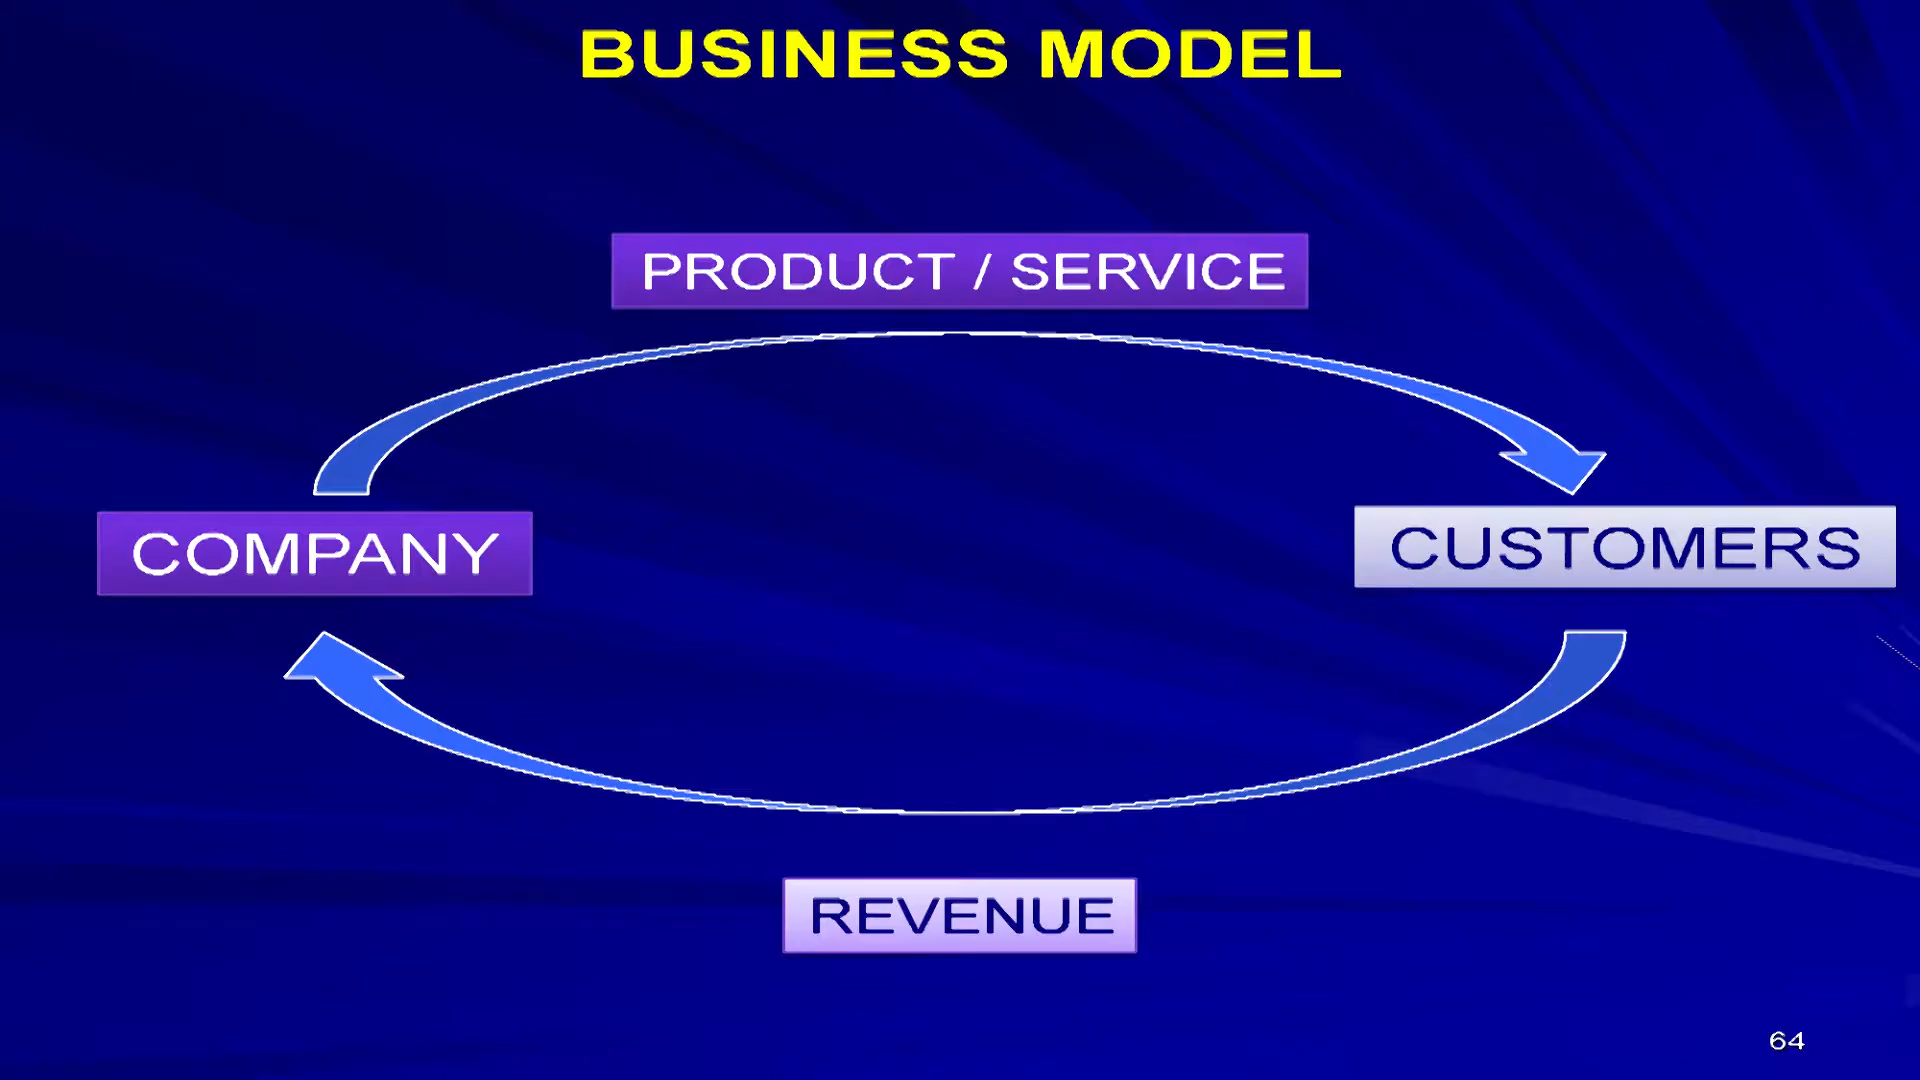 BUSINESS MODEL
PRODUCT / SERVICE
COMPANY
CUSTOMERS
REVENUE
64